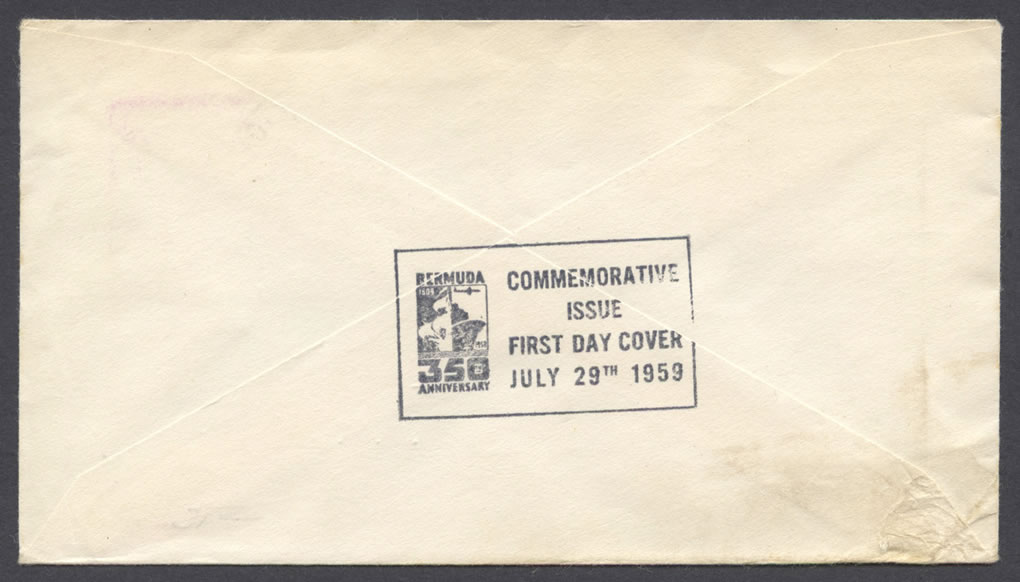 BERMUDA
1609
1959
350
ANNIVERSARY
COMMEMORATIVE
ISSUE
FIRST DAY COVER
JULY 29TH 1959